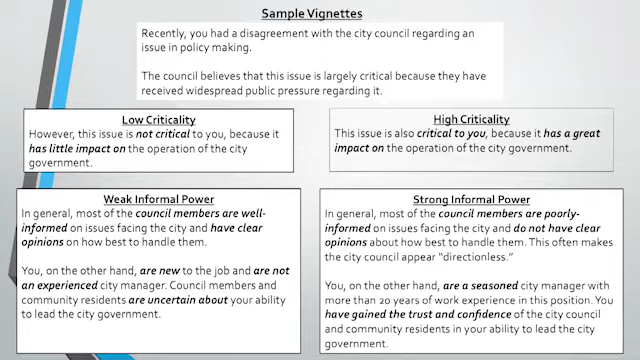 Sample Vignettes
Recently, you had a disagreement with the city council regarding an
issue in policy making.
The council believes that this issue is largely critical because they have
received widespread public pressure regarding it.
Low Criticality
However, this issue is not critical to you, because it
has little impact on the operation of the city
government.
High Criticality
This issue is also critical to you, because it has a great
impact on the operation of the city government.
Weak Informal Power
In general, most of the council members are well-
informed on issues facing the city and have clear
opinions on how best to handle them.
You, on the other hand, are new to the job and are not
an experienced city manager. Council members and
community residents are uncertain about your ability
to lead the city government.
Strong Informal Power
In general, most of the council members are poorly-
informed on issues facing the city and do not have clear
opinions about how best to handle them. This often makes
the city council appear “directionless.”
You, on the other hand, are a seasoned city manager with
more than 20 years of work experience in this position. You
have gained the trust and confidence of the city council
and community residents in your ability to lead the city
government.